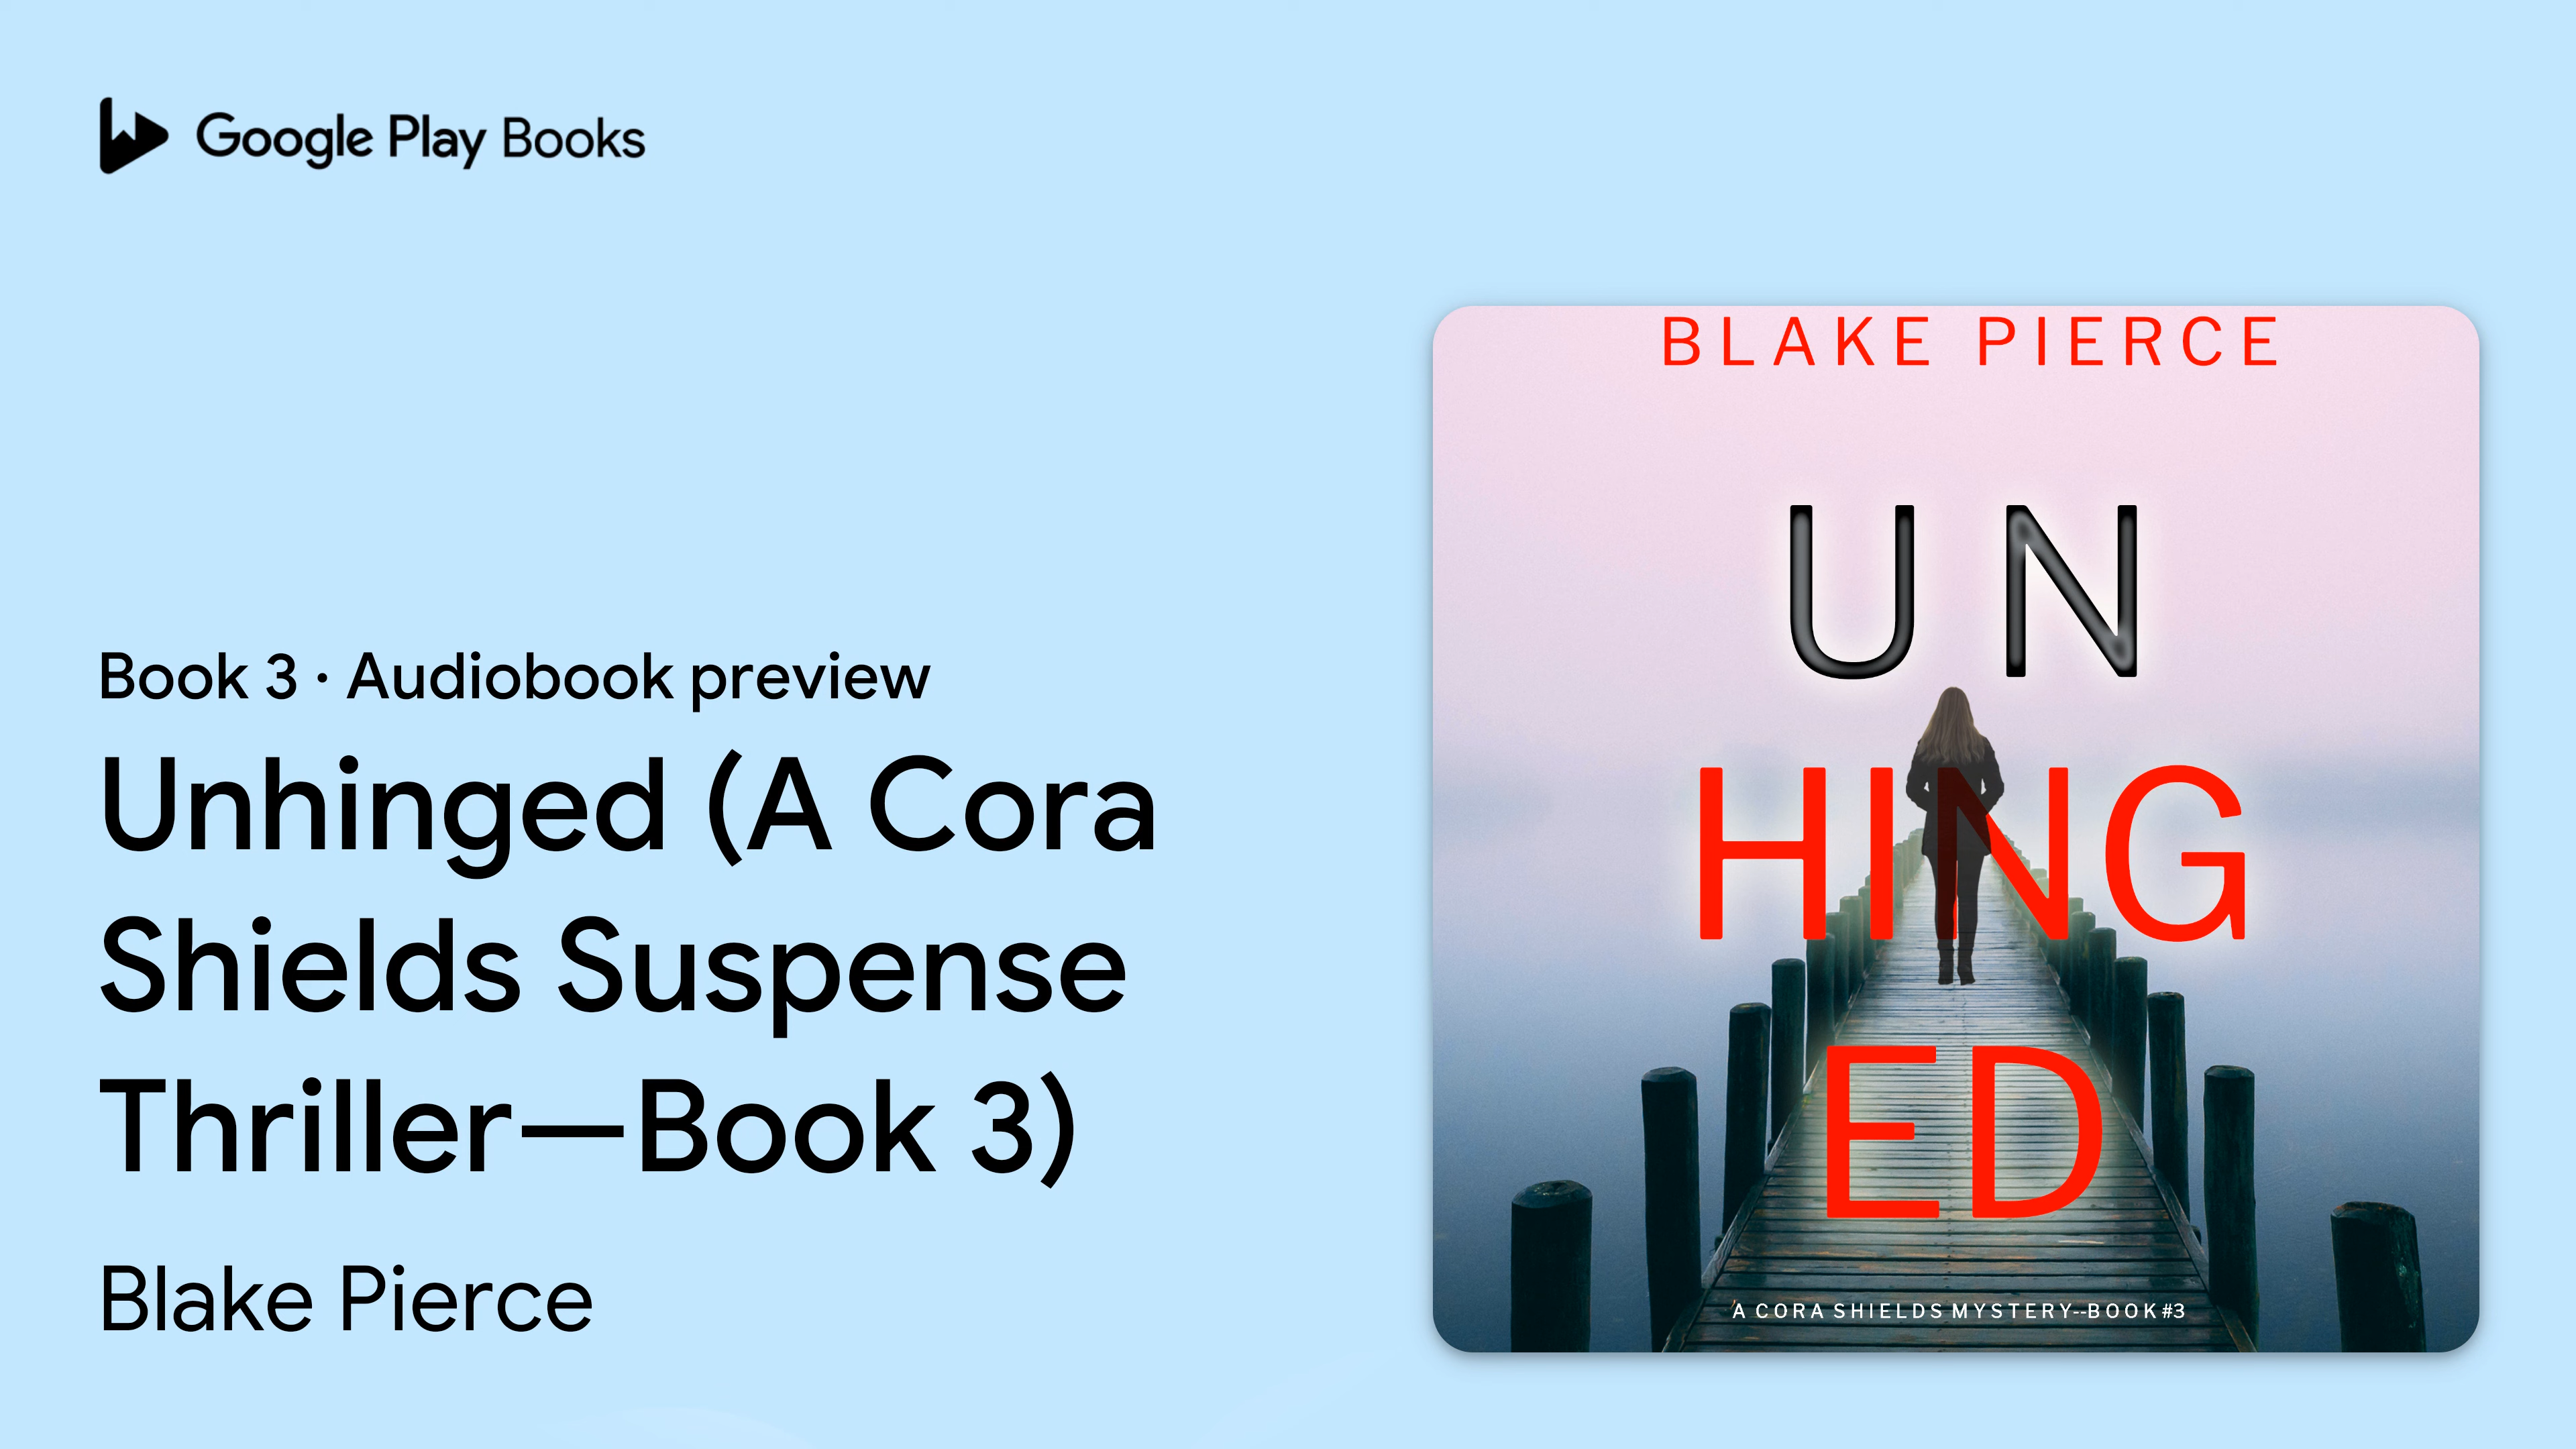 Google Play Books
Book 3 · Audiobook preview
Unhinged (A Cora
Shields Suspense
Thriller—Book 3)
Blake Pierce
BLAKE PIERCE
UN
HING
ED
A CORA SHIELDS MYSTERY--BOOK #3